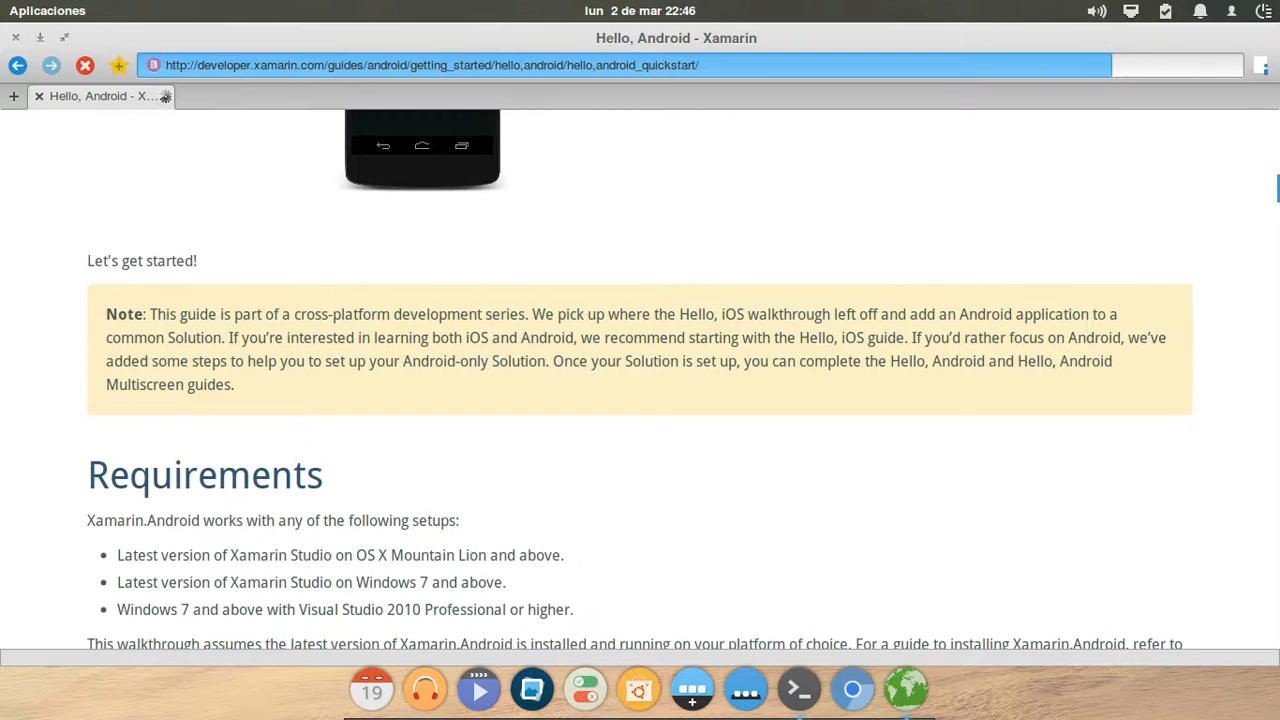 Aplicaciones
lun 2 de mar 22:46
Hello, Android - Xamarin
http://developer.xamarin.com/guides/android/getting_started/hello,android/hello,android_quickstart/
Hello, Android - X...
Let's get started!
Note: This guide is part of a cross-platform development series. We pick up where the Hello, iOS walkthrough left off and add an Android application to a
common Solution. If you’re interested in learning both iOS and Android, we recommend starting with the Hello, iOS guide. If you’d rather focus on Android, we’ve
added some steps to help you to set up your Android-only Solution. Once your Solution is set up, you can complete the Hello, Android and Hello, Android
Multiscreen guides.
Requirements
Xamarin.Android works with any of the following setups:
• Latest version of Xamarin Studio on OS X Mountain Lion and above.
• Latest version of Xamarin Studio on Windows 7 and above.
• Windows 7 and above with Visual Studio 2010 Professional or higher.
This walkthrough assumes the latest version of Xamarin.Android is installed and running on your platform of choice. For a guide to installing Xamarin.Android, refer to
19